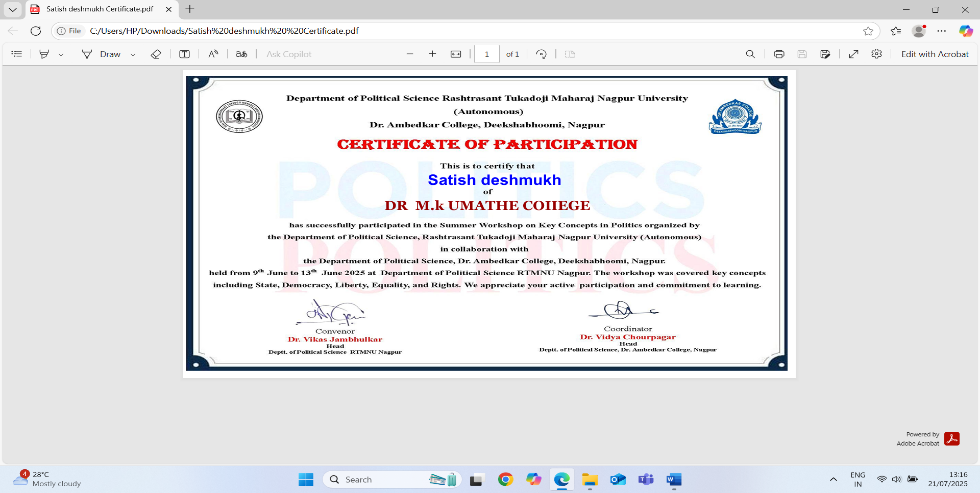 Satish deshmukh Certificate.pdf
File
C:/Users/HP/Downloads/Satish%20deshmukh%20%20Certificate.pdf
Draw
Ask Copilot
1 of 1
Edit with Acrobat
Department of Political Science Rashtrasant Tukadoji Maharaj Nagpur University
(Autonomous)
Dr. Ambedkar College, Deekshabhoomi, Nagpur
CERTIFICATE OF PARTICIPATION
This is to certify that
Satish deshmukh
of
DR M.k UMATHE COllEGE
POLITICS
POLITICS
has successfully participated in the Summer Workshop on Key Concepts in Politics organized by
the Department of Political Science, Rashtrasant Tukadoji Maharaj Nagpur University (Autonomous)
in collaboration with
the Department of Political Science, Dr. Ambedkar College, Deekshabhoomi, Nagpur.
held from 9th June to 13th June 2025 at Department of Political Science RTMNU Nagpur. The workshop was covered key concepts
including State, Democracy, Liberty, Equality, and Rights. We appreciate your active participation and commitment to learning.
Convenor
Dr. Vikas Jambhulkar
Head
Deptt. of Political Science RTMNU Nagpur
Coordinator
Dr. Vidya Chourpagar
Head
Deptt. of Political Science, Dr. Ambedkar College, Nagpur
Powered by
Adobe Acrobat
4
28°C
Mostly cloudy
Search
ENG
IN
13:16
21/07/2025